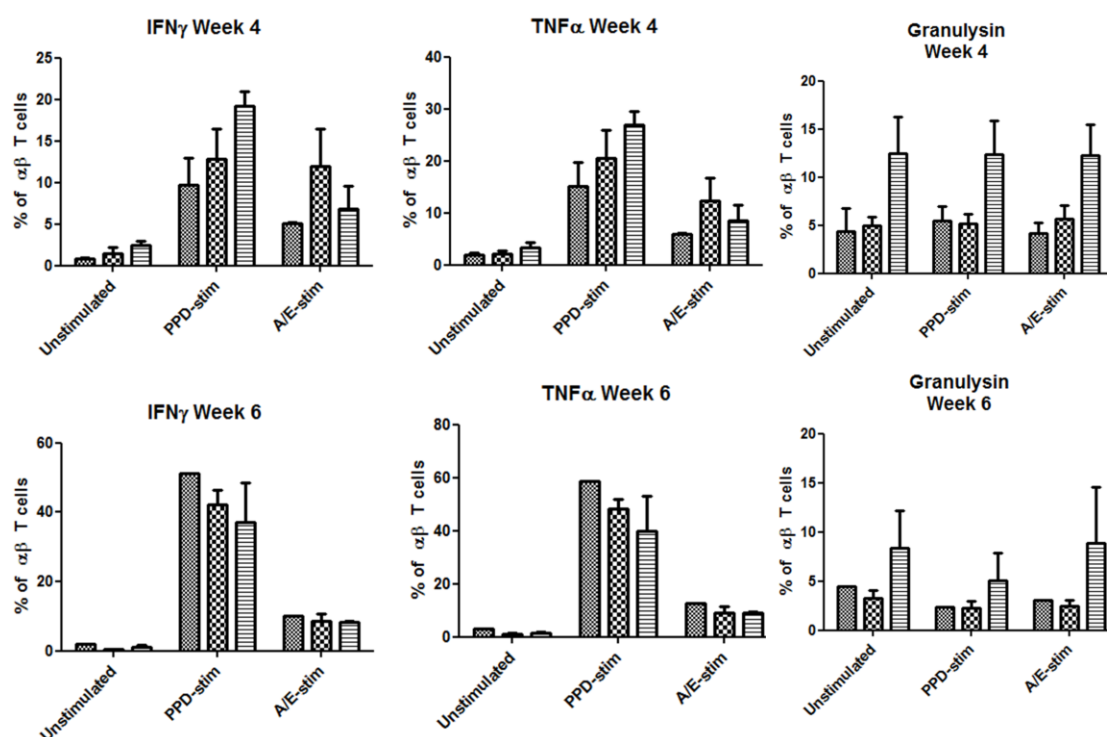 IFNγ Week 4
% of αβ T cells
25
20
15
10
5
0
Unstimulated
PPD-stim
A/E-stim
TNFα Week 4
% of αβ T cells
40
30
20
10
0
Unstimulated
PPD-stim
A/E-stim
Granulysin
Week 4
% of αβ T cells
20
15
10
5
0
Unstimulated
PPD-stim
A/E-stim
IFNγ Week 6
% of αβ T cells
60
40
20
0
Unstimulated
PPD-stim
A/E-stim
TNFα Week 6
% of αβ T cells
80
60
40
20
0
Unstimulated
PPD-stim
A/E-stim
Granulysin
Week 6
% of αβ T cells
20
15
10
5
0
Unstimulated
PPD-stim
A/E-stim